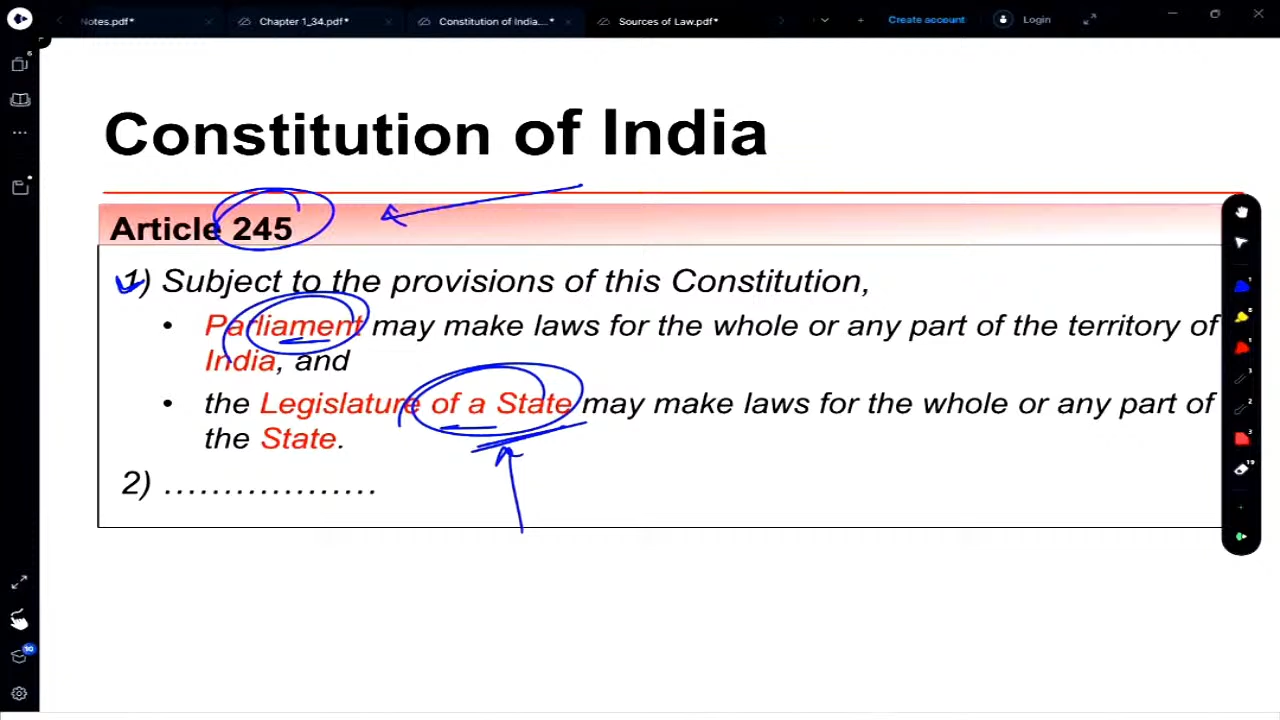 Notes.pdf*
Chapter 1_34.pdf*
Constitution of India....*
Sources of Law.pdf*
Create account
Login
Constitution of India
Article 245
1) Subject to the provisions of this Constitution,
• Parliament may make laws for the whole or any part of the territory of
India, and
• the Legislature of a State may make laws for the whole or any part of
the State.
2) ………………